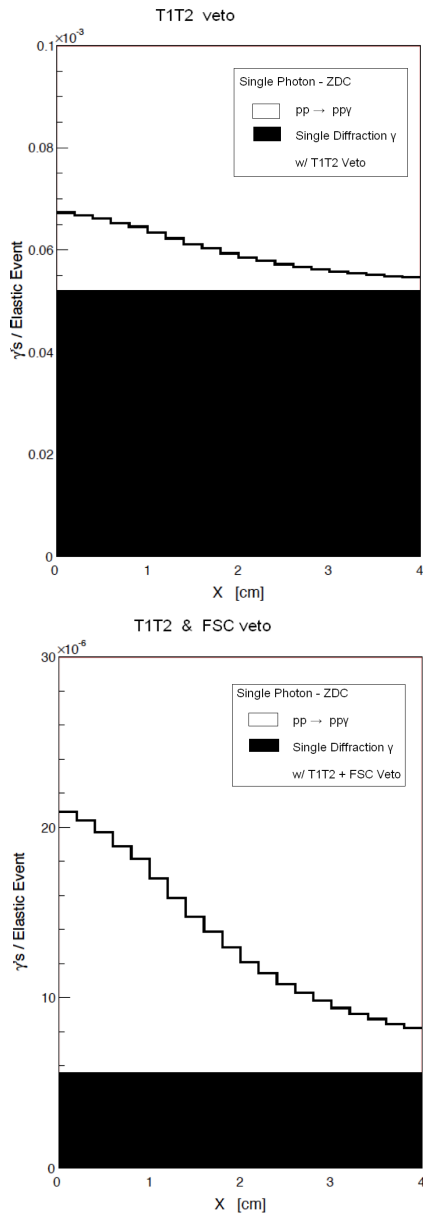 T1T2 veto
×10⁻³
0.1
0.08
0.06
0.04
0.02
0
γ's / Elastic Event
Single Photon - ZDC
pp → ppγ
Single Diffraction γ
w/ T1T2 Veto
0 1 2 3 4
X [cm]
T1T2 & FSC veto
×10⁻⁶
30
20
10
0
γ's / Elastic Event
Single Photon - ZDC
pp → ppγ
Single Diffraction γ
w/ T1T2 + FSC Veto
0 1 2 3 4
X [cm]